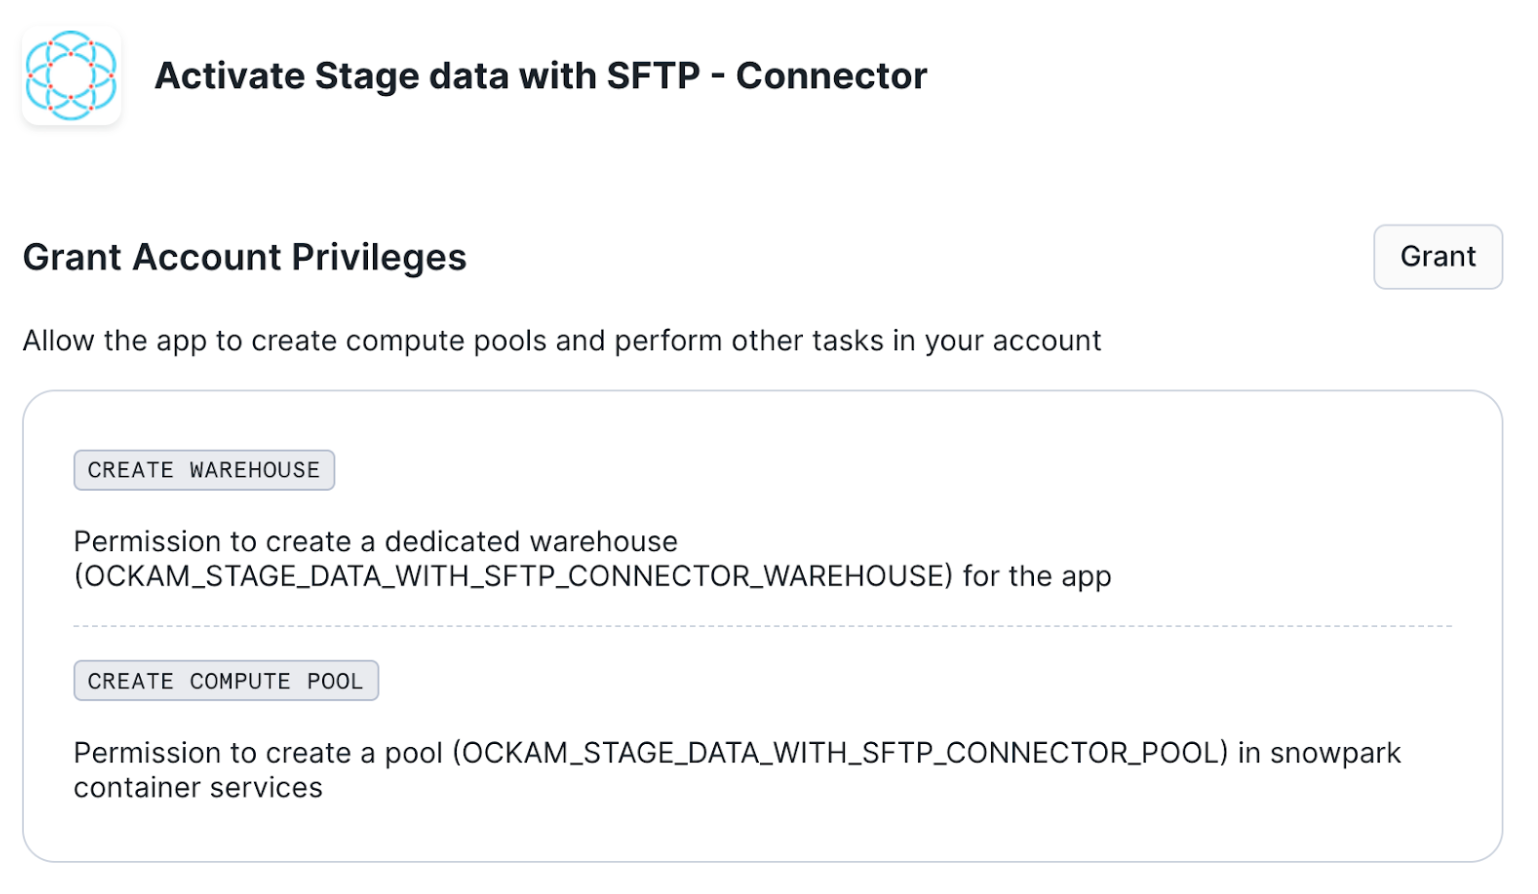 Activate Stage data with SFTP - Connector
Grant Account Privileges
Grant
Allow the app to create compute pools and perform other tasks in your account
CREATE WAREHOUSE
Permission to create a dedicated warehouse
(OCKAM_STAGE_DATA_WITH_SFTP_CONNECTOR_WAREHOUSE) for the app
CREATE COMPUTE POOL
Permission to create a pool (OCKAM_STAGE_DATA_WITH_SFTP_CONNECTOR_POOL) in snowpark
container services